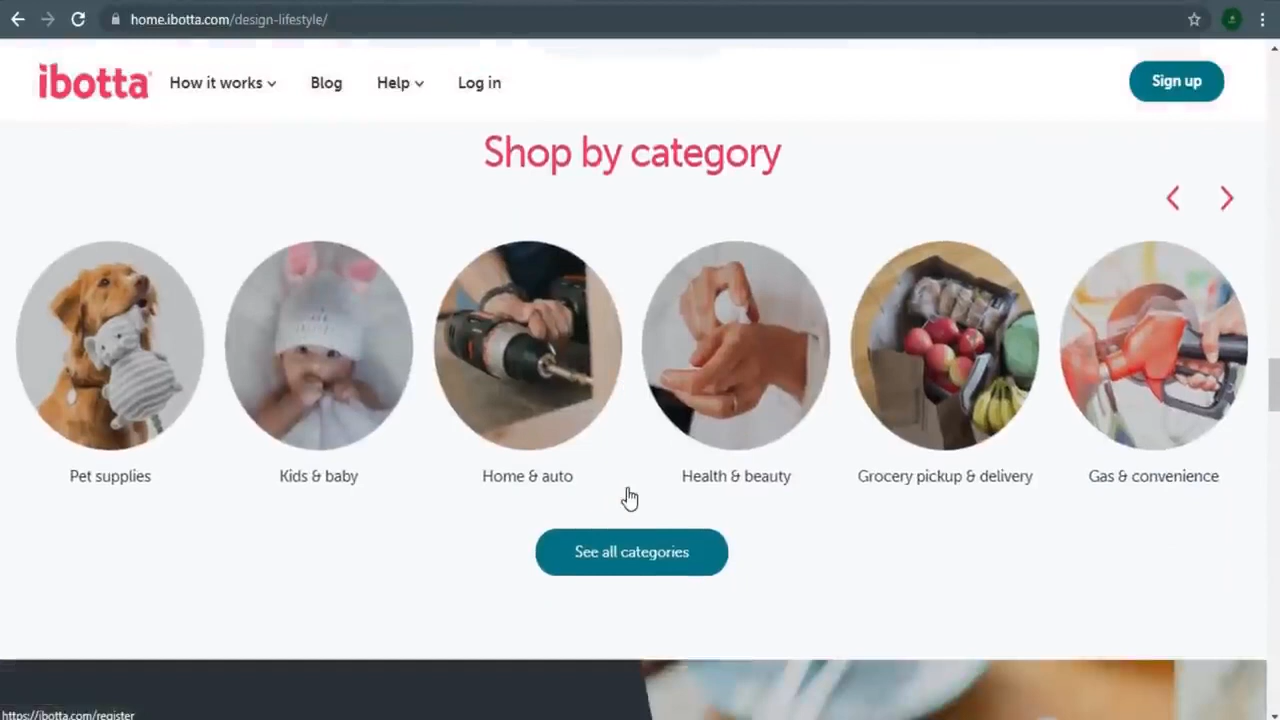 home.ibotta.com/design-lifestyle/
ibotta
How it works
Blog
Help
Log in
Sign up
Shop by category
Pet supplies
Kids & baby
Home & auto
Health & beauty
Grocery pickup & delivery
Gas & convenience
See all categories
https://ibotta.com/register